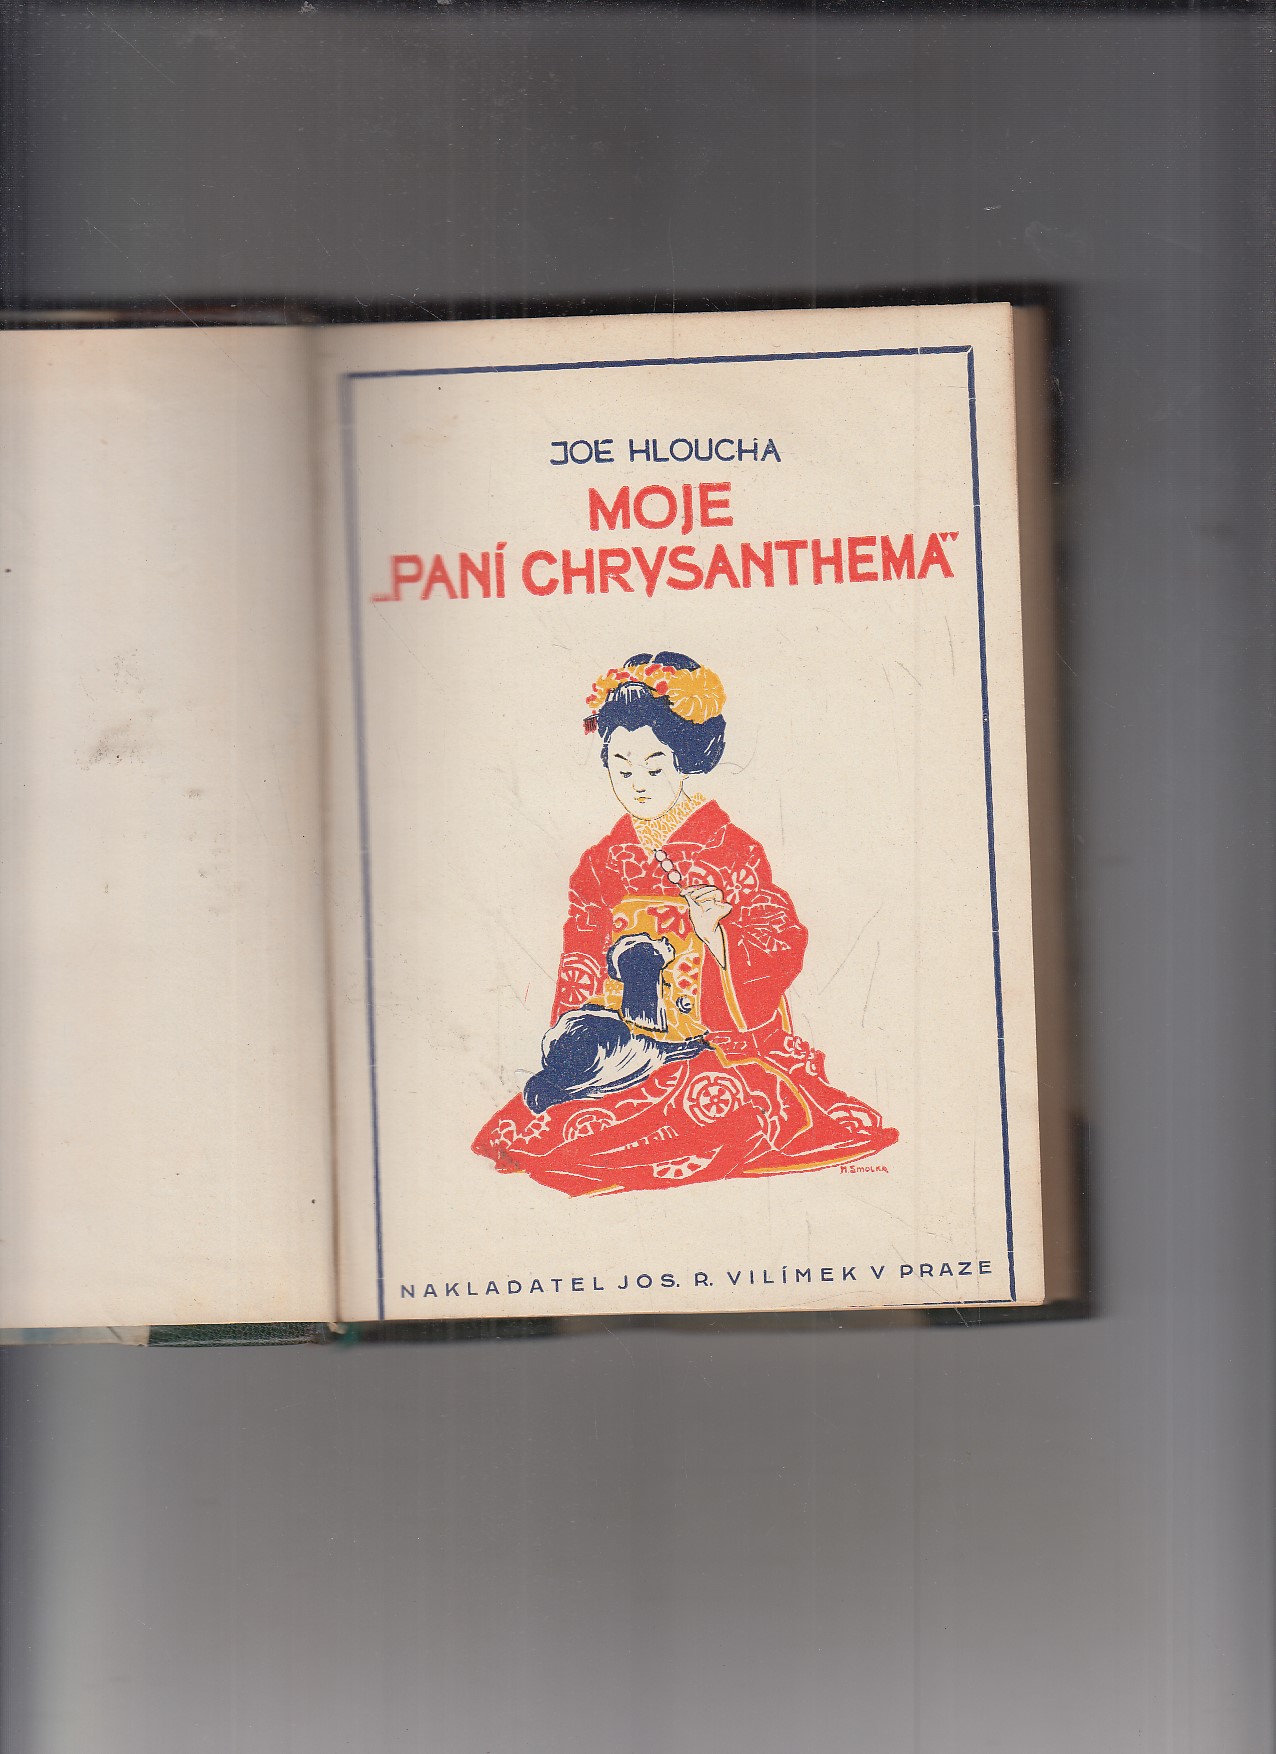 JOE HLOUCHA
MOJE
„PANÍ CHRYSANTHEMA“
H. SMOLKA
NAKLADATEL JOS. R. VILÍMEK V PRAZE